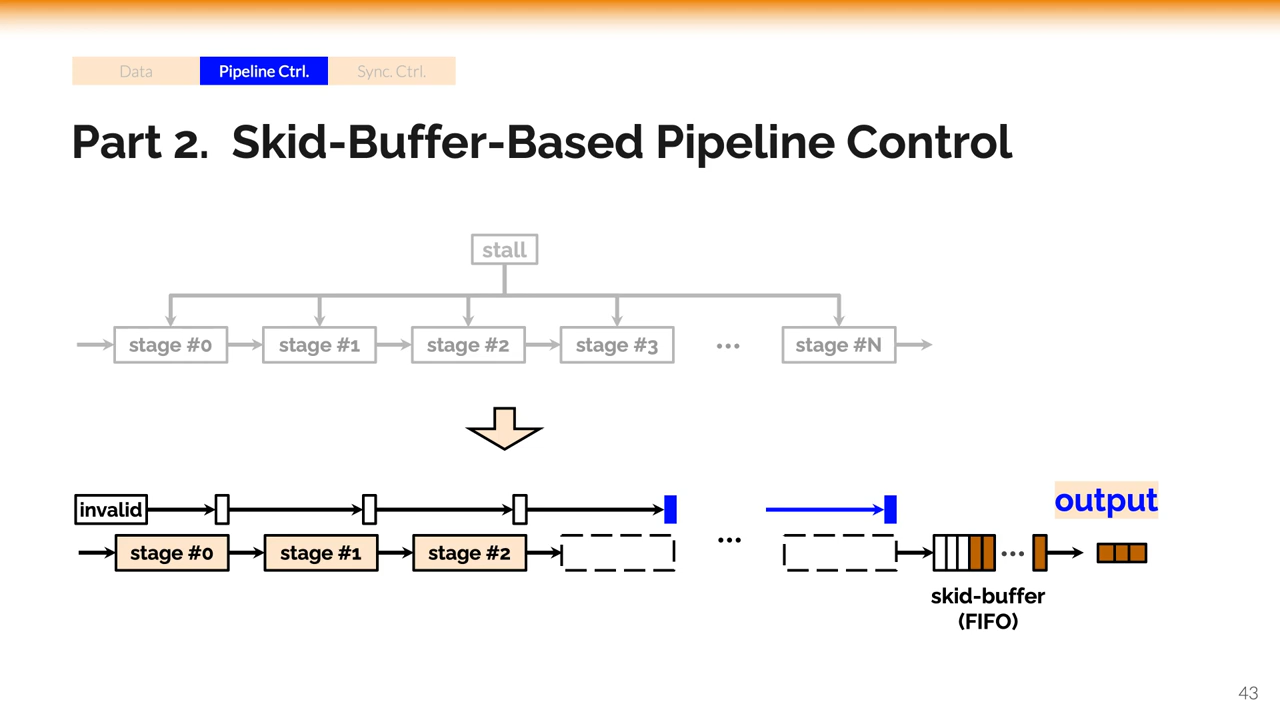 Data Pipeline Ctrl. Sync. Ctrl.
Part 2. Skid-Buffer-Based Pipeline Control
stall
stage #0 stage #1 stage #2 stage #3 ... stage #N
invalid
output
stage #0 stage #1 stage #2 ... ...
skid-buffer
(FIFO)
43